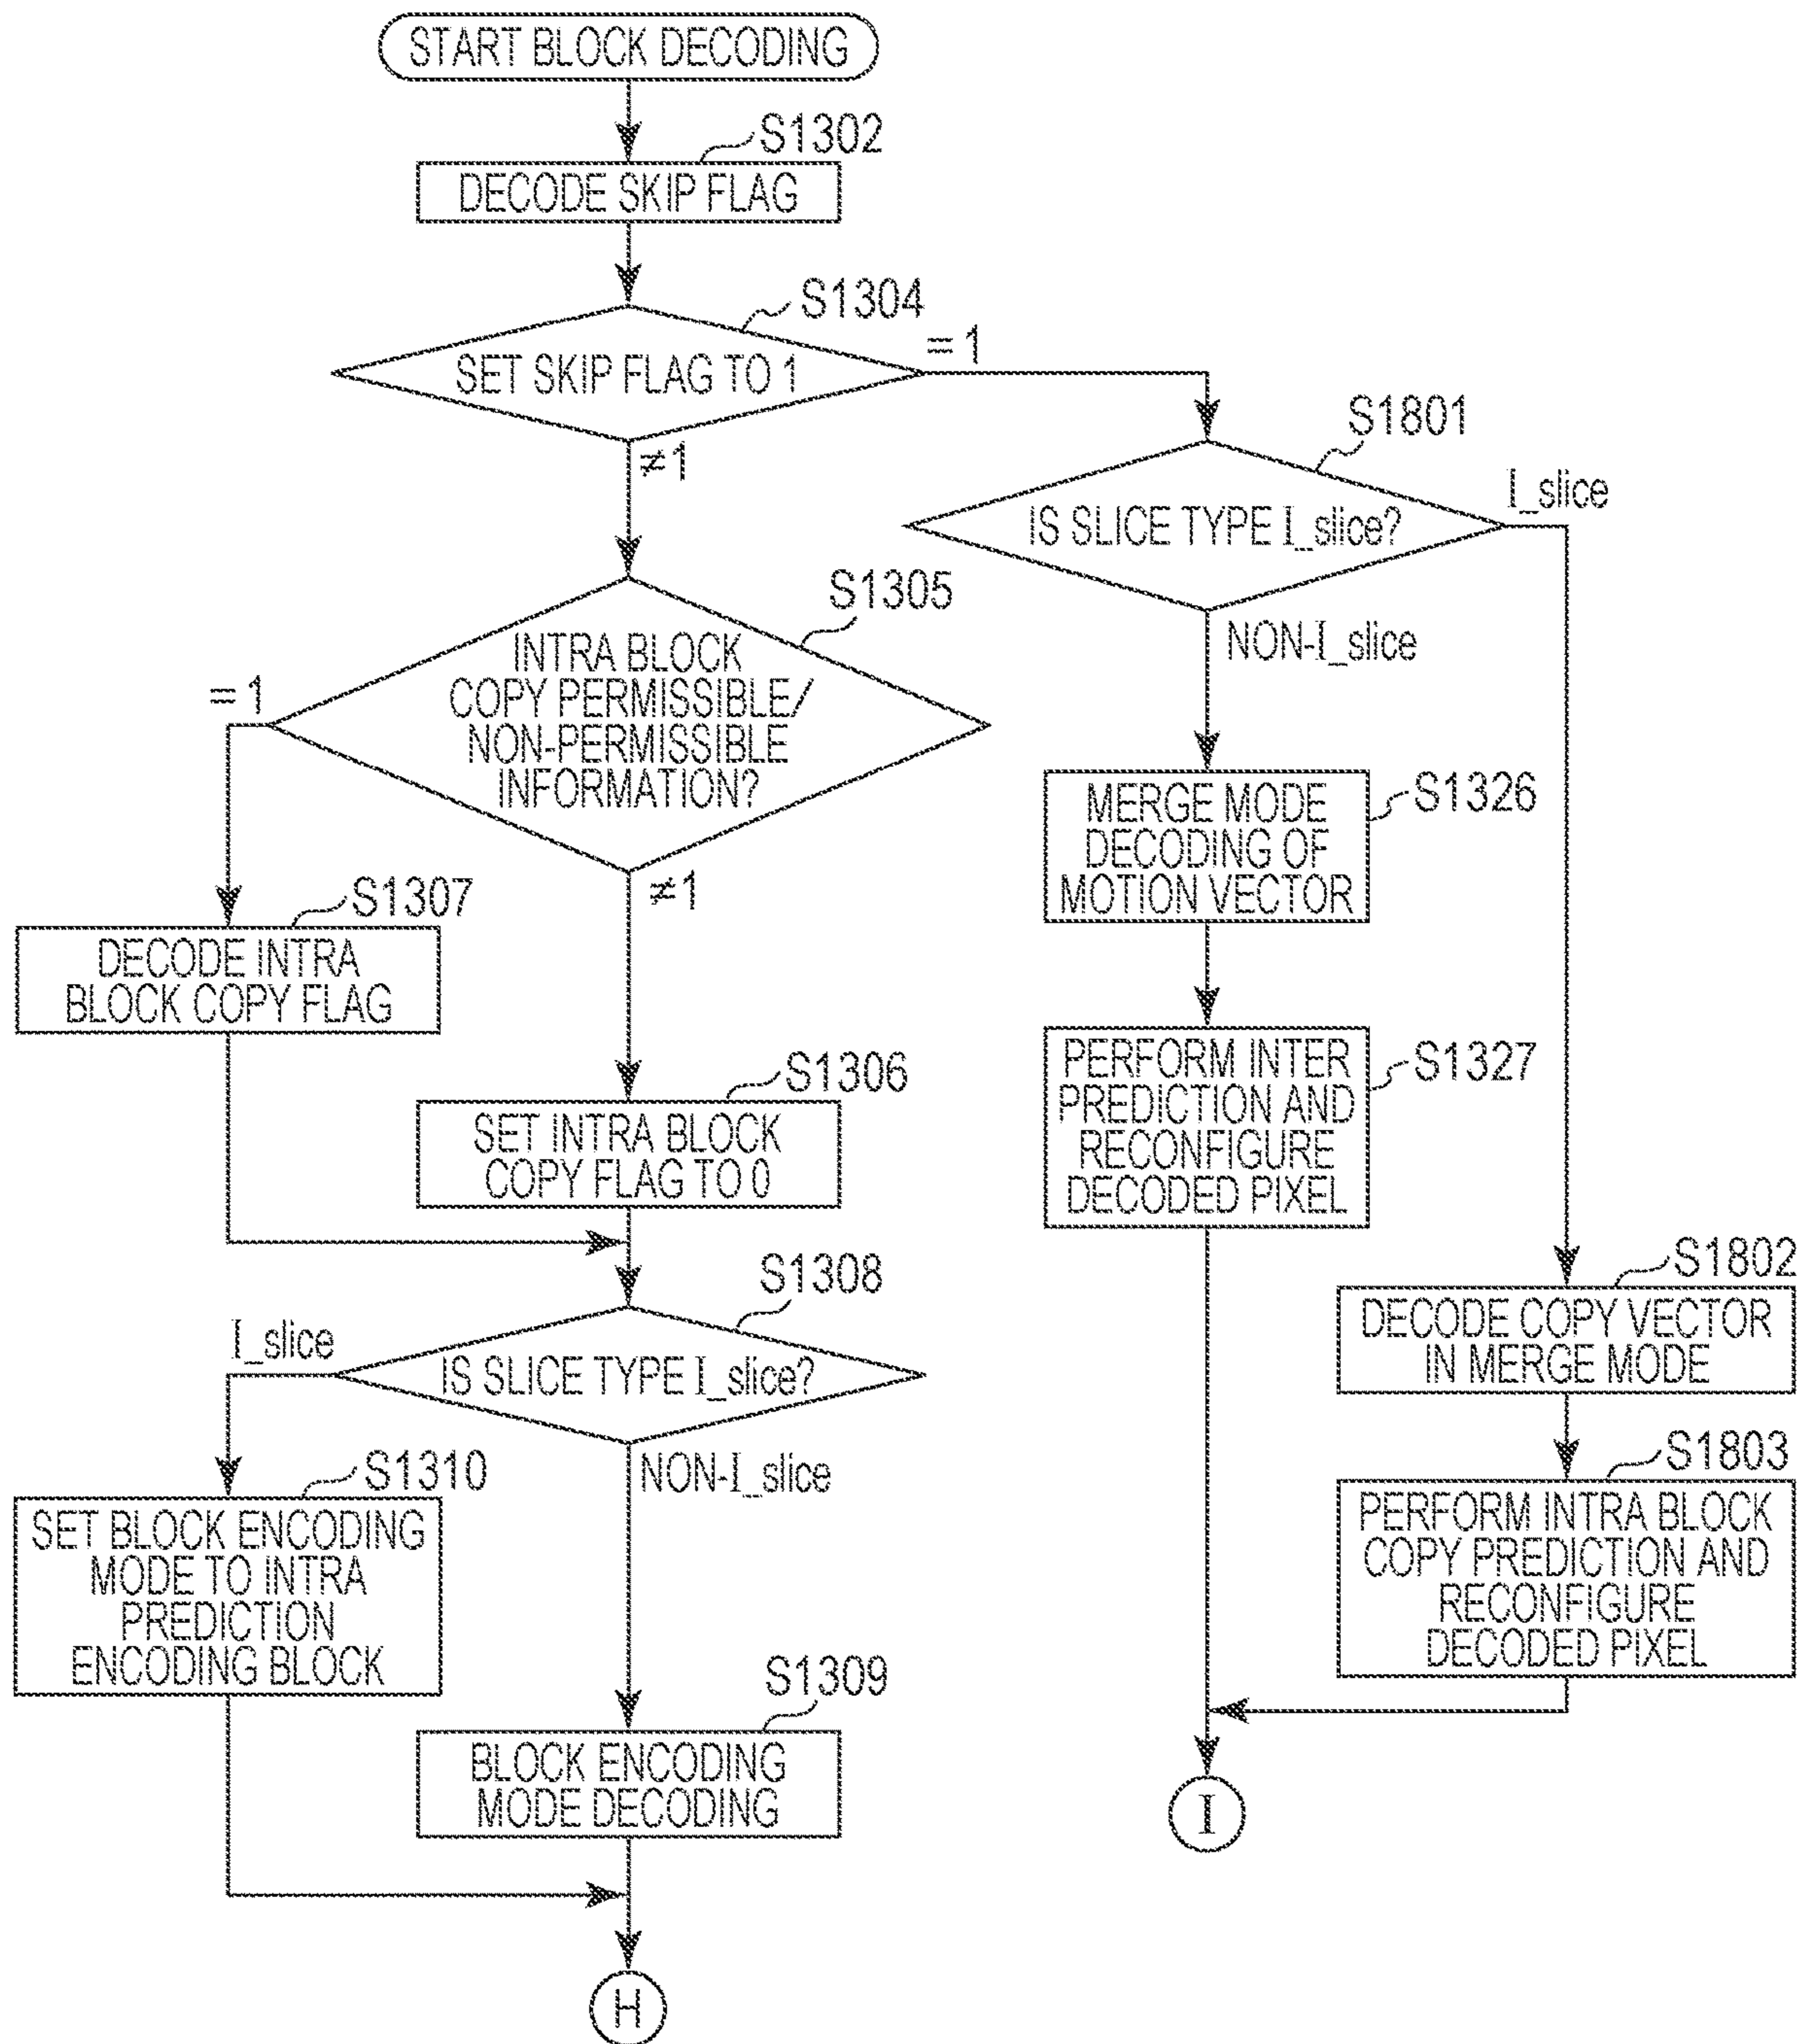 START BLOCK DECODING
S1302
DECODE SKIP FLAG
S1304
SET SKIP FLAG TO 1
= 1
≠1
S1801
IS SLICE TYPE I_slice?
I_slice
NON-I_slice
S1305
INTRA BLOCK
COPY PERMISSIBLE/
NON-PERMISSIBLE
INFORMATION?
= 1
≠1
S1307
DECODE INTRA
BLOCK COPY FLAG
S1306
SET INTRA BLOCK
COPY FLAG TO 0
S1326
MERGE MODE
DECODING OF
MOTION VECTOR
S1327
PERFORM INTER
PREDICTION AND
RECONFIGURE
DECODED PIXEL
S1308
IS SLICE TYPE I_slice?
I_slice
NON-I_slice
S1802
DECODE COPY VECTOR
IN MERGE MODE
S1803
PERFORM INTRA BLOCK
COPY PREDICTION AND
RECONFIGURE
DECODED PIXEL
S1310
SET BLOCK ENCODING
MODE TO INTRA
PREDICTION
ENCODING BLOCK
S1309
BLOCK ENCODING
MODE DECODING
I
H